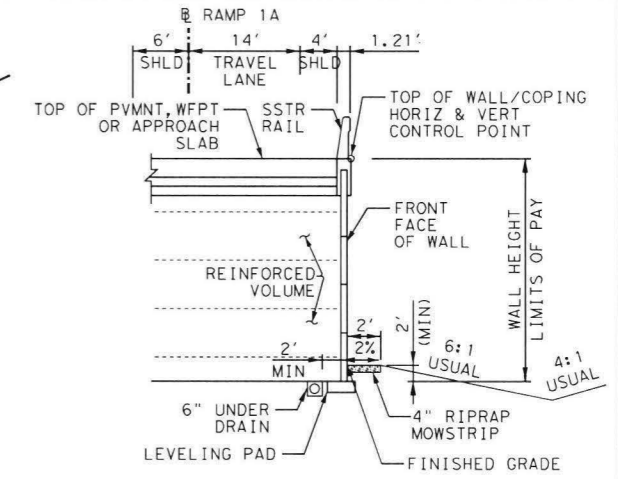 ℄ RAMP 1A
6' 14' 4' 1.21'
SHLD TRAVEL LANE SHLD
TOP OF PVMNT, WFPT
OR APPROACH
SLAB
SSTR
RAIL
TOP OF WALL/COPING
HORIZ & VERT
CONTROL POINT
FRONT
FACE
OF WALL
WALL HEIGHT
LIMITS OF PAY
REINFORCED
VOLUME
2'
2%
2'
(MIN)
2'
MIN
6:1
USUAL
4:1
USUAL
6" UNDER
DRAIN
4" RIPRAP
MOWSTRIP
LEVELING PAD
FINISHED GRADE